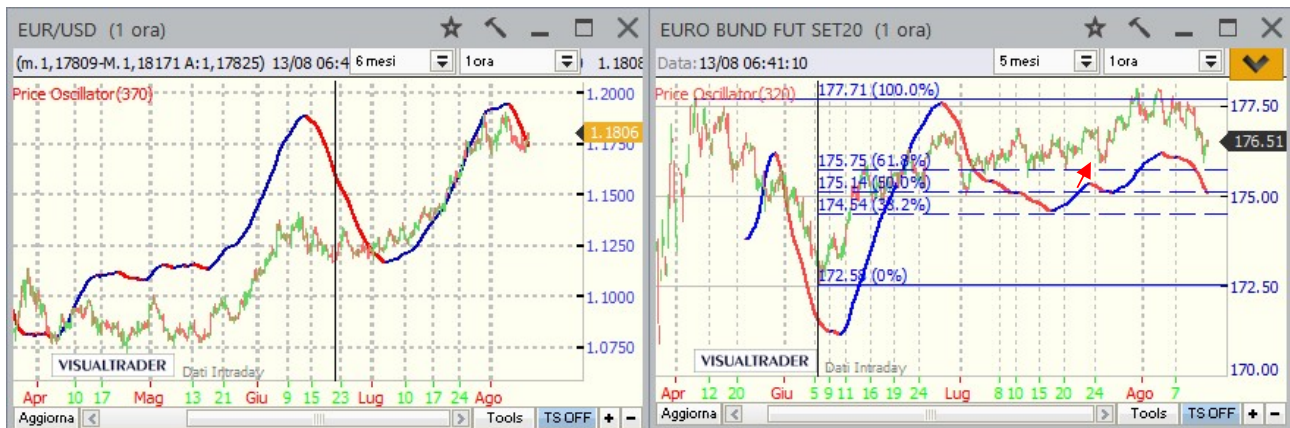 EUR/USD (1 ora)
(m.1,17809-M.1,18171 A:1,17825) 13/08 06:4
6 mesi
1 ora
1.1808
Price Oscillator(370)
1.2000
1.1806
1.1750
1.1500
1.1250
1.1000
1.0750
VISUALTRADER
Dati Intraday
Apr 10 17 Mag 13 21 Giu 9 15 23 Lug 10 17 24 Ago
Aggiorna
Tools
TS OFF
+
-
EURO BUND FUT SET20 (1 ora)
Data: 13/08 06:41:10
5 mesi
1 ora
Price Oscillator(320)
177.71 (100.0%)
177.50
176.51
175.75 (61.8%)
175.14 (50.0%)
175.00
174.54 (38.2%)
172.58 (0%)
172.50
170.00
VISUALTRADER
Dati Intraday
Apr 12 20 Giu 5 9 11 16 18 24 Lug 8 10 15 20 24 Ago 7
Aggiorna
Tools
TS OFF
+
-